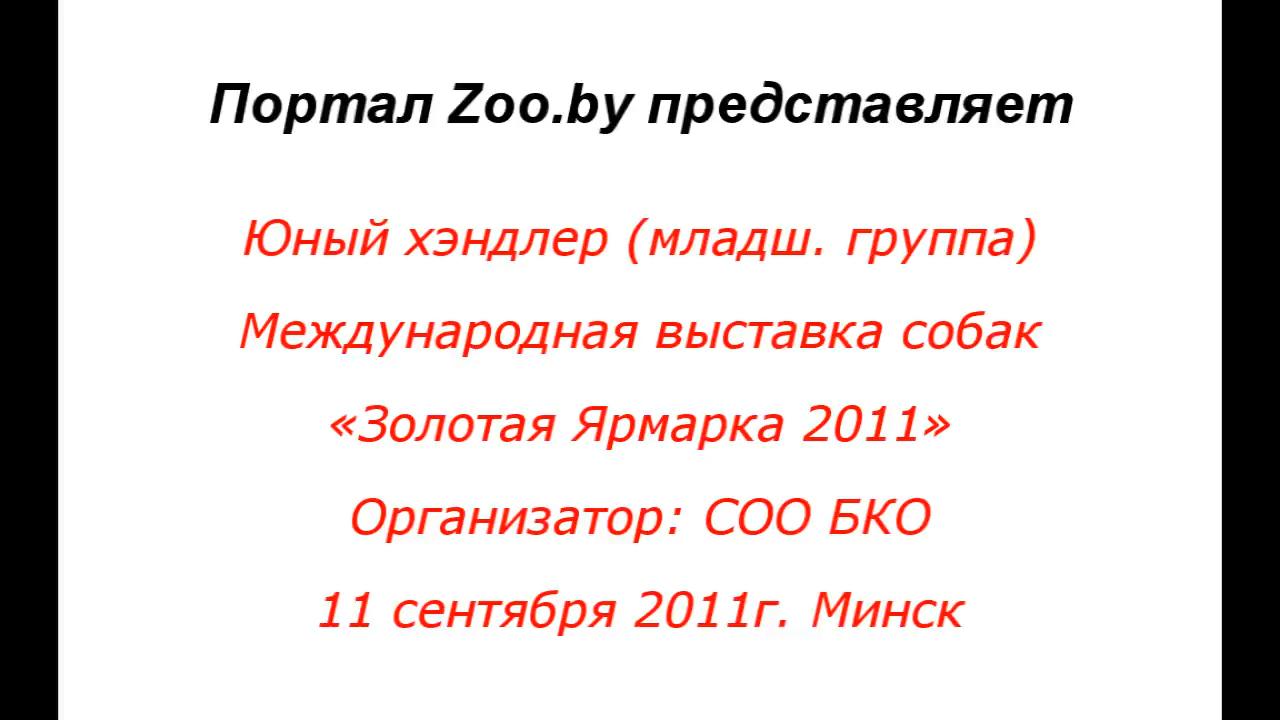 Портал Zoo.by представляет
Юный хэндлер (младш. группа)
Международная выставка собак
«Золотая Ярмарка 2011»
Организатор: СОО БКО
11 сентября 2011г. Минск